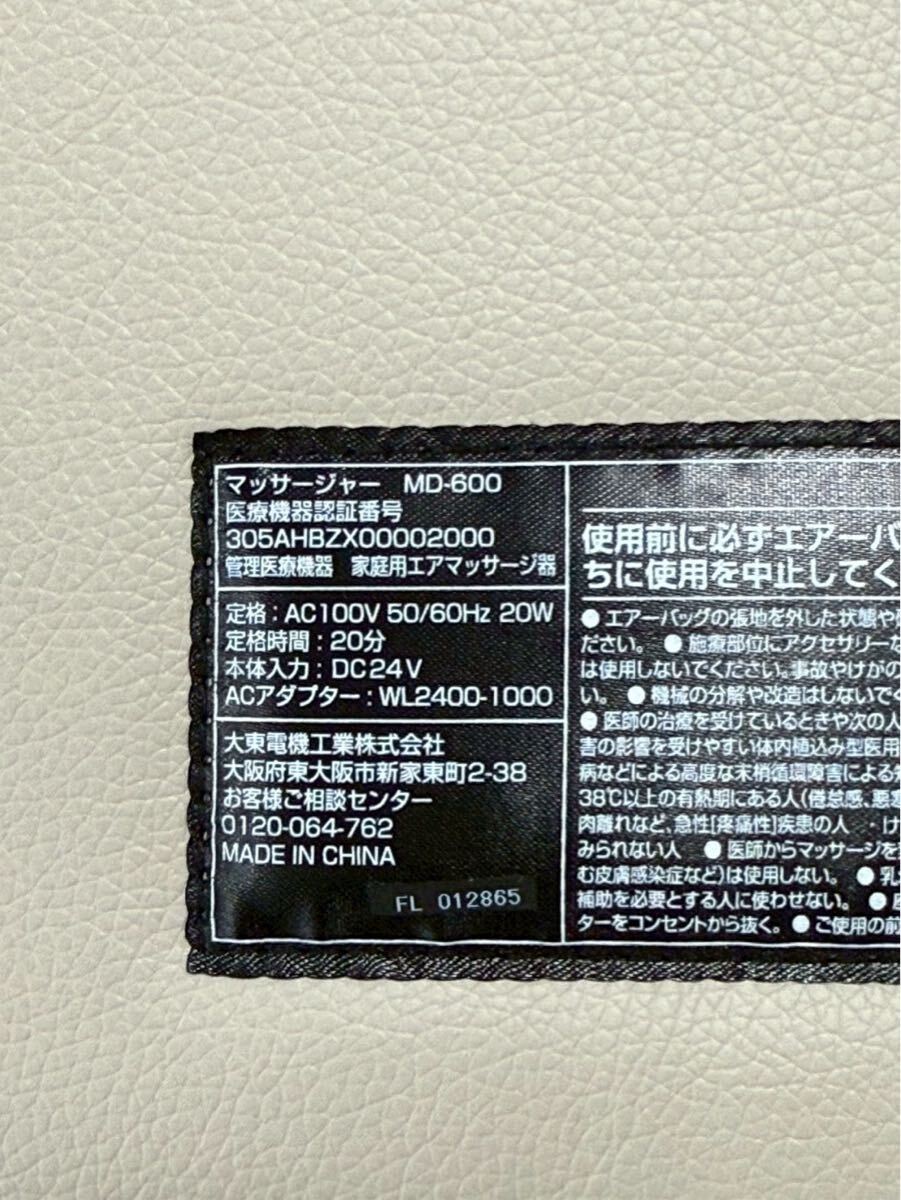 マッサージャー MD-600
医療機器認証番号
305AHBZX00002000
管理医療機器 家庭用エアマッサージ器
定格：AC100V 50/60Hz 20W
定格時間：20分
本体入力：DC24V
ACアダプター：WL2400-1000
大東電機工業株式会社
大阪府東大阪市新家東町2-38
お客様ご相談センター
0120-064-762
MADE IN CHINA
FL 012865
使用前に必ずエアーバ
ちに使用を中止してく
● エアーバッグの張地を外した状態や
ださい。 ● 施療部位にアクセサリーな
は使用しないでください。事故やけがの
い。 ● 機械の分解や改造はしないで
● 医師の治療を受けているときや次の人
害の影響を受けやすい体内植込み型医用
病などによる高度な末梢循環障害による
38℃以上の有熱期にある人(倦怠感、悪寒
肉離れなど、急性[疼痛性]疾患の人 ・け
みられない人 ● 医師からマッサージを
む皮膚感染症など)は使用しない。 ● 乳
補助を必要とする人に使わせない。 ●
ターをコンセントから抜く。 ● ご使用の前